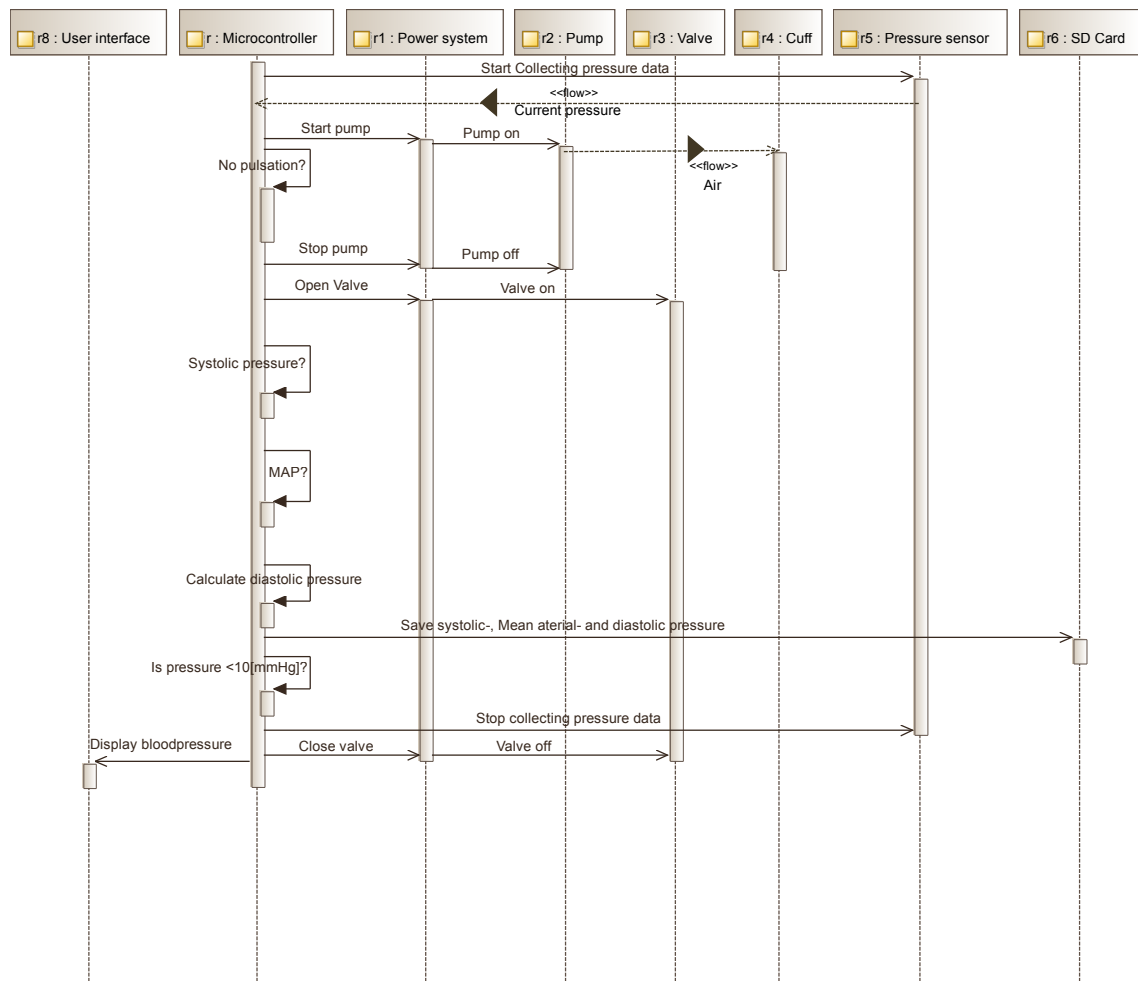 r8 : User interface
r : Microcontroller
r1 : Power system
r2 : Pump
r3 : Valve
r4 : Cuff
r5 : Pressure sensor
r6 : SD Card
Start Collecting pressure data
<<flow>>
Current pressure
Start pump
Pump on
No pulsation?
<<flow>>
Air
Stop pump
Pump off
Open Valve
Valve on
Systolic pressure?
MAP?
Calculate diastolic pressure
Save systolic-, Mean aterial- and diastolic pressure
Is pressure <10[mmHg]?
Stop collecting pressure data
Display bloodpressure
Close valve
Valve off